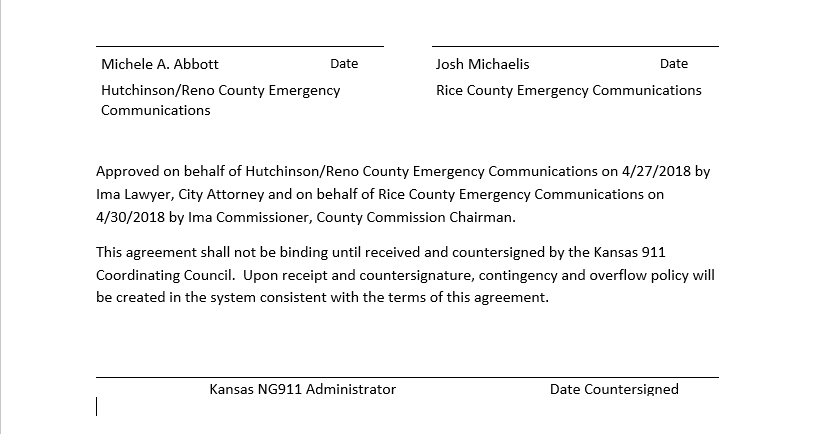 Michele A. Abbott Date Josh Michaelis Date
Hutchinson/Reno County Emergency Rice County Emergency Communications
Communications
Approved on behalf of Hutchinson/Reno County Emergency Communications on 4/27/2018 by
Ima Lawyer, City Attorney and on behalf of Rice County Emergency Communications on
4/30/2018 by Ima Commissioner, County Commission Chairman.
This agreement shall not be binding until received and countersigned by the Kansas 911
Coordinating Council.  Upon receipt and countersignature, contingency and overflow policy will
be created in the system consistent with the terms of this agreement.
Kansas NG911 Administrator Date Countersigned